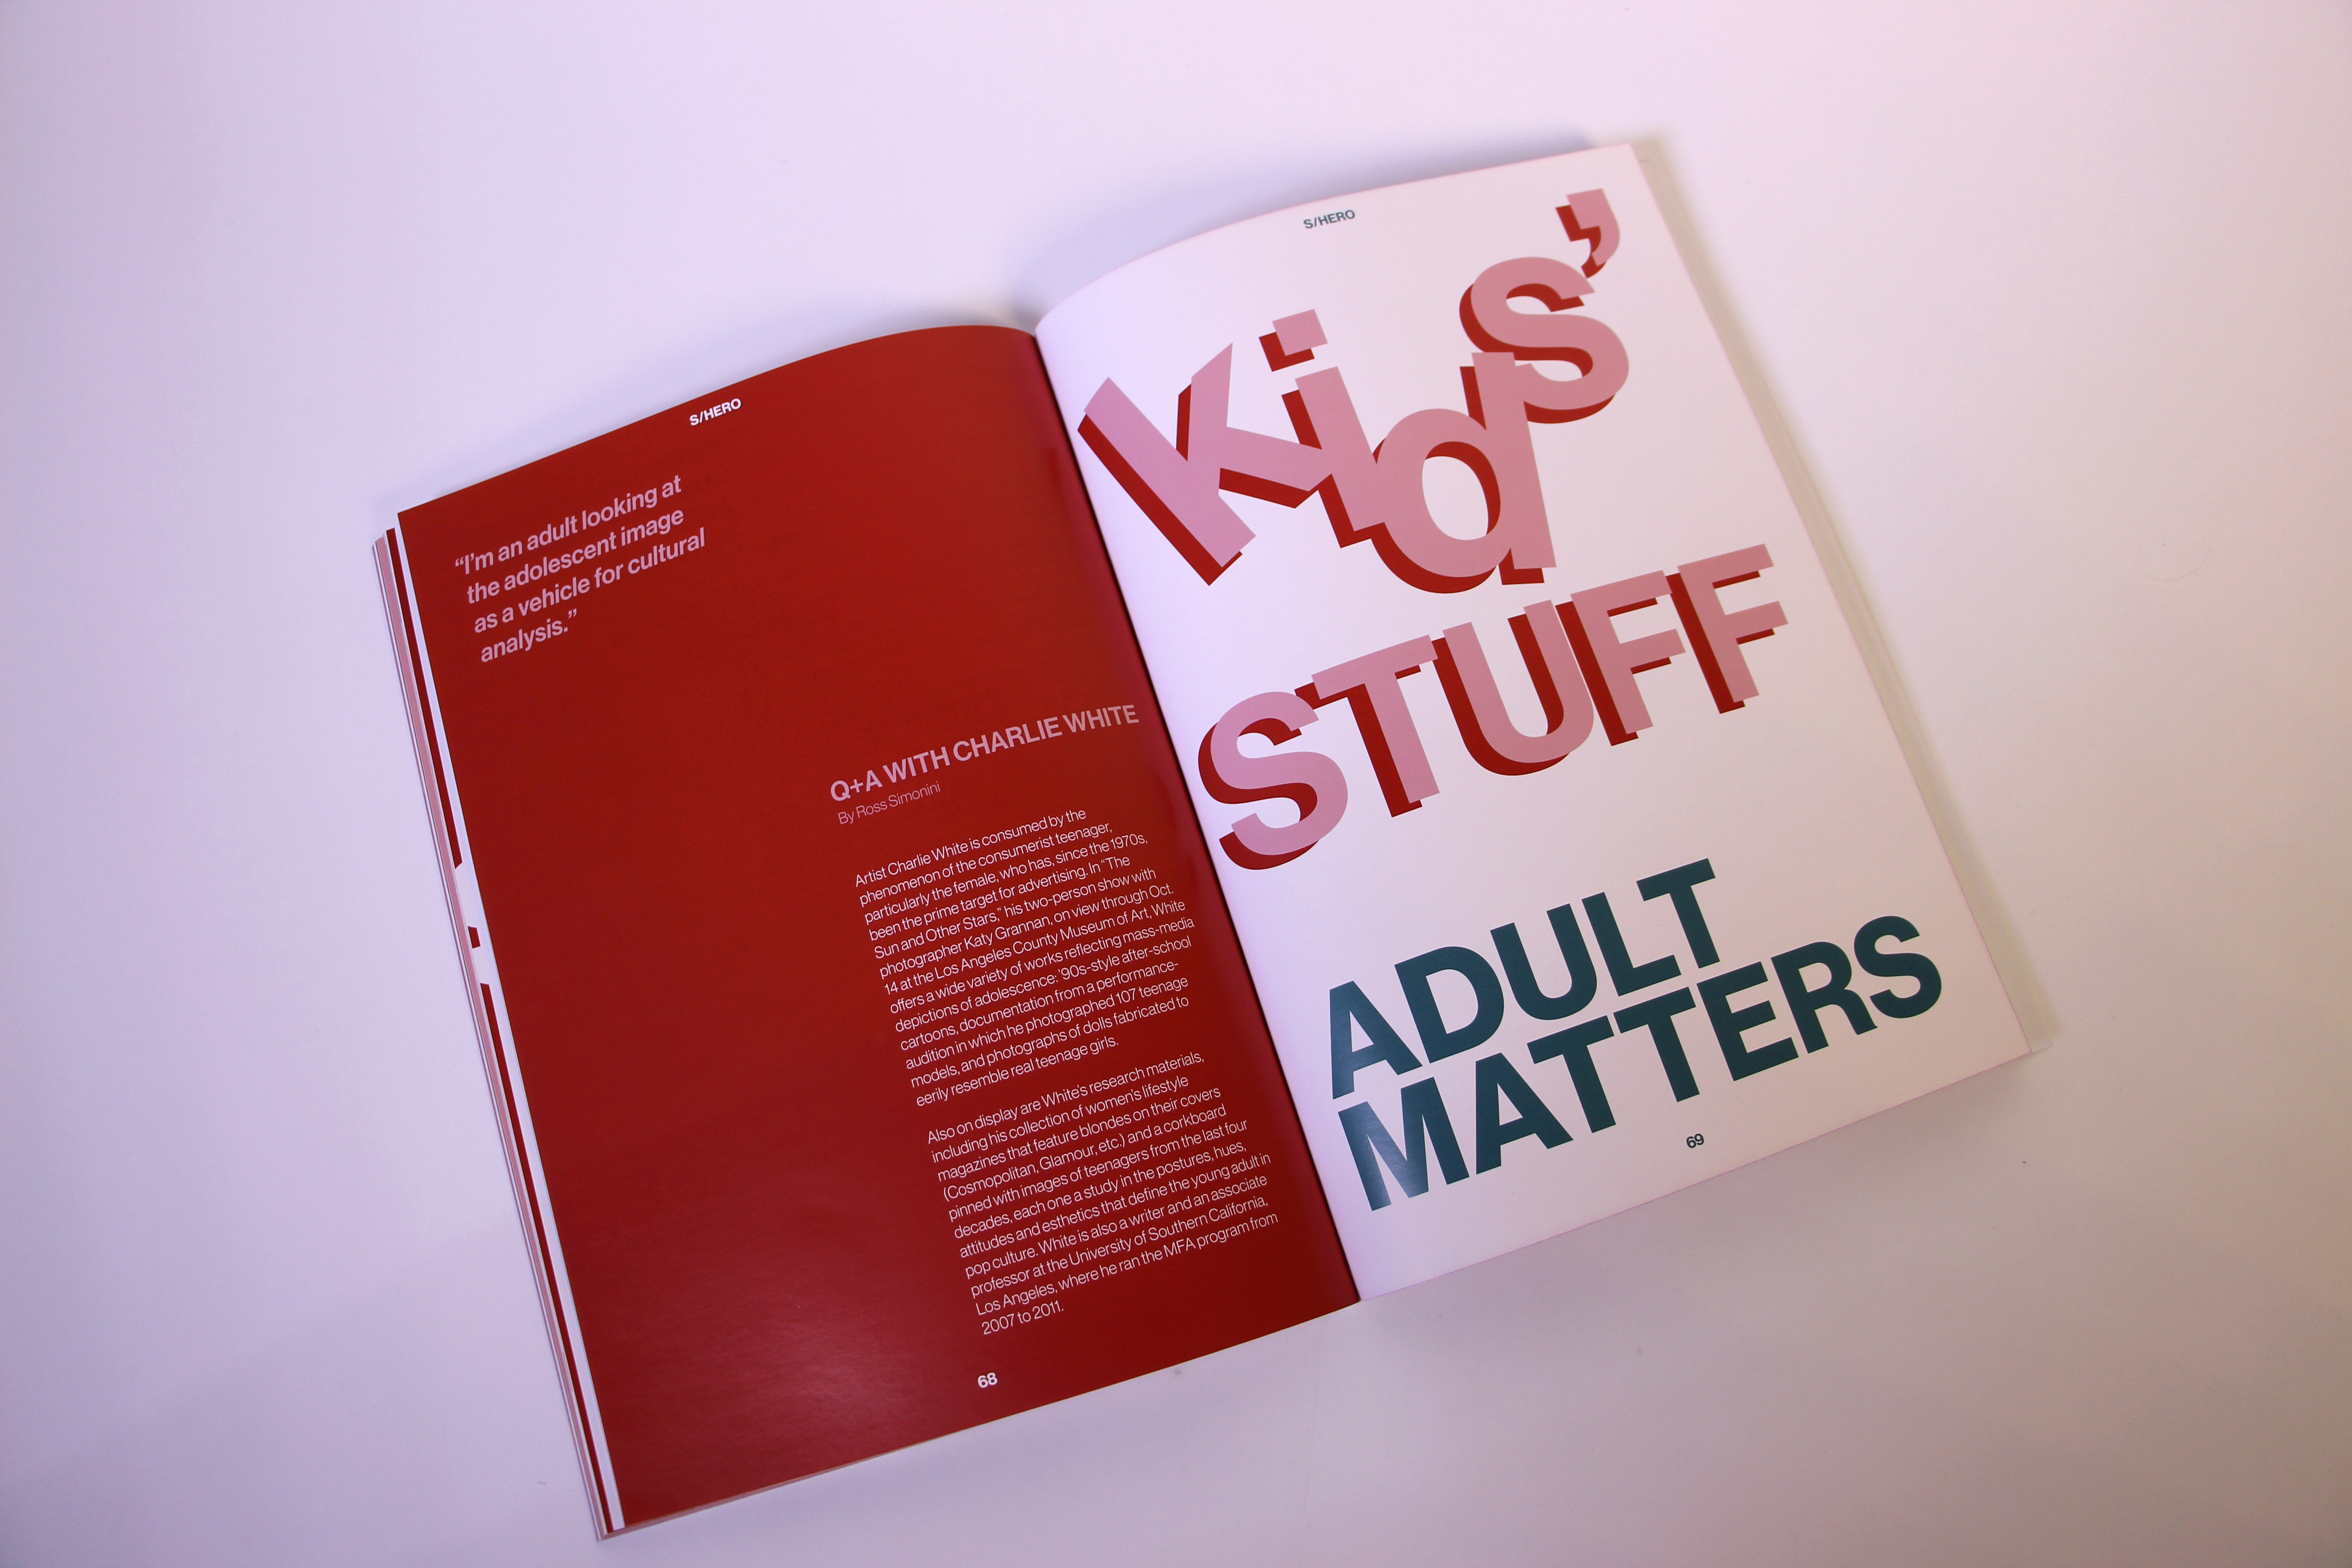 S/HERO
“I’m an adult looking at
the adolescent image
as a vehicle for cultural
analysis.”
Q+A WITH CHARLIE WHITE
By Ross Simonini
Artist Charlie White is consumed by the
phenomenon of the consumerist teenager,
particularly the female, who has, since the 1970s,
been the prime target for advertising. In “The
Sun and Other Stars,” his two-person show with
photographer Katy Grannan, on view through Oct.
14 at the Los Angeles County Museum of Art, White
offers a wide variety of works reflecting mass-media
depictions of adolescence: ’90s-style after-school
cartoons, documentation from a performance-
audition in which he photographed 107 teenage
models, and photographs of dolls fabricated to
eerily resemble real teenage girls.
Also on display are White’s research materials,
including his collection of women’s lifestyle
magazines that feature blondes on their covers
(Cosmopolitan, Glamour, etc.) and a corkboard
pinned with images of teenagers from the last four
decades, each one a study in the postures, hues,
attitudes and esthetics that define the young adult in
pop culture. White is also a writer and an associate
professor at the University of Southern California,
Los Angeles, where he ran the MFA program from
2007 to 2011.
68
S/HERO
Kids’
STUFF
ADULT
MATTERS
69